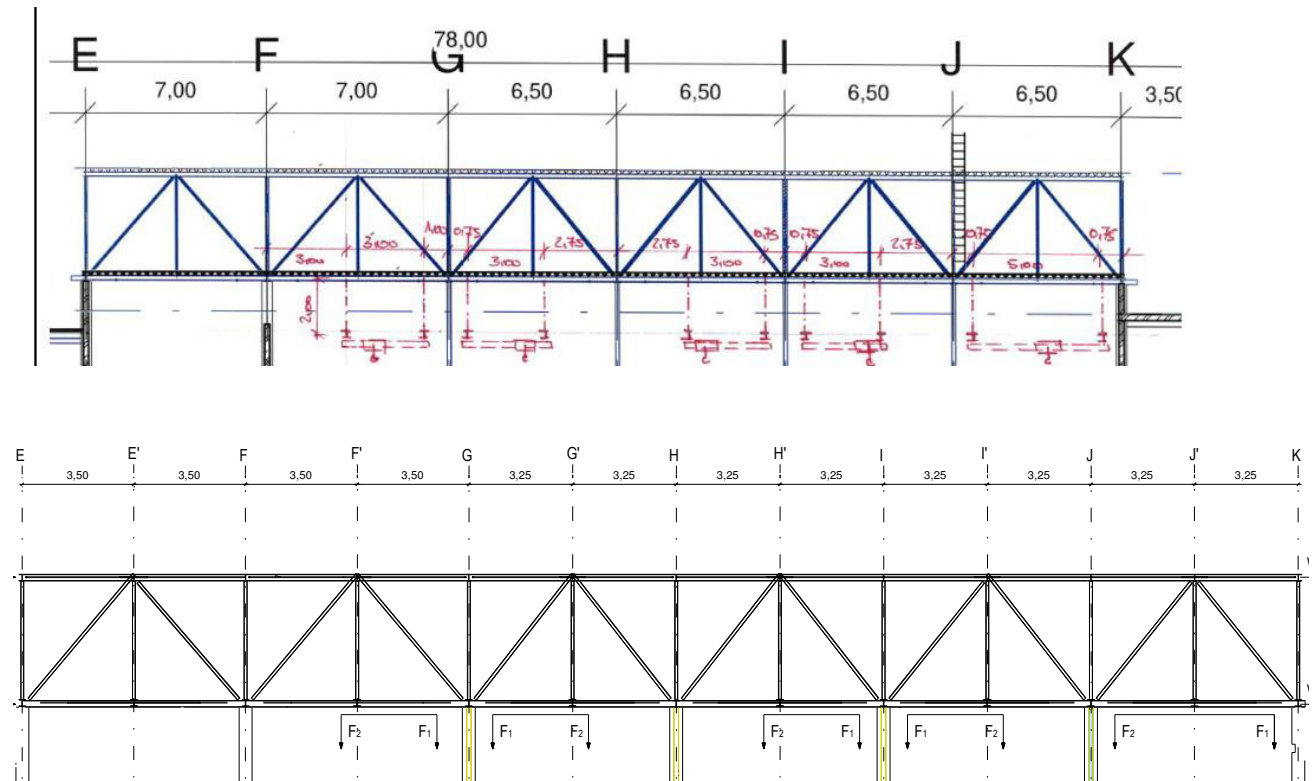 78,00
E F G H I J K
7,00 7,00 6,50 6,50 6,50 6,50 3,50
1,00 0,75 0,75 0,75 0,75 0,75
3,00 2,75 2,75 2,75
3,00 3,00 3,00 3,00 5,00
2,00
E E' F F' G G' H H' I I' J J' K
3,50 3,50 3,50 3,50 3,25 3,25 3,25 3,25 3,25 3,25 3,25 3,25
F2 F1 F1 F2 F2 F1 F1 F2 F2 F1